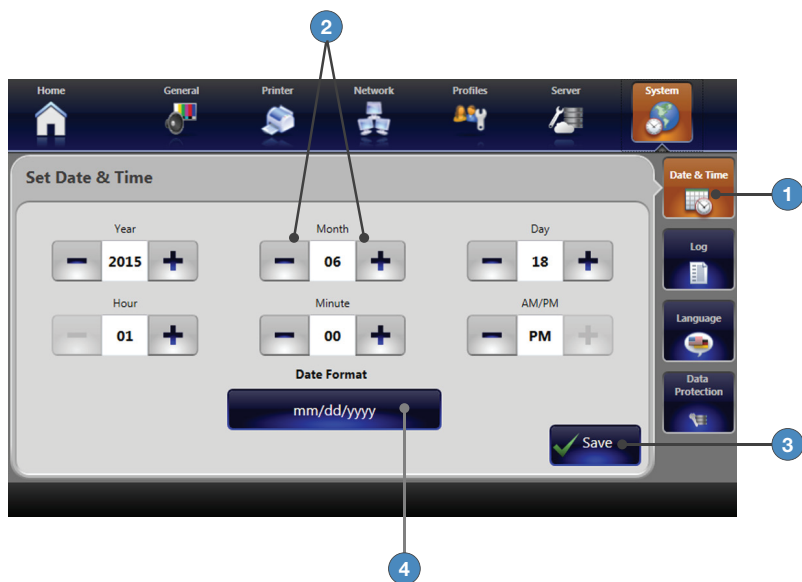 2
Home General Printer Network Profiles Server System
Set Date & Time
Date & Time
1
Year Month Day
2015 06 18
Log
Hour Minute AM/PM
01 00 PM
Language
Date Format
mm/dd/yyyy
Data
Protection
Save
3
4